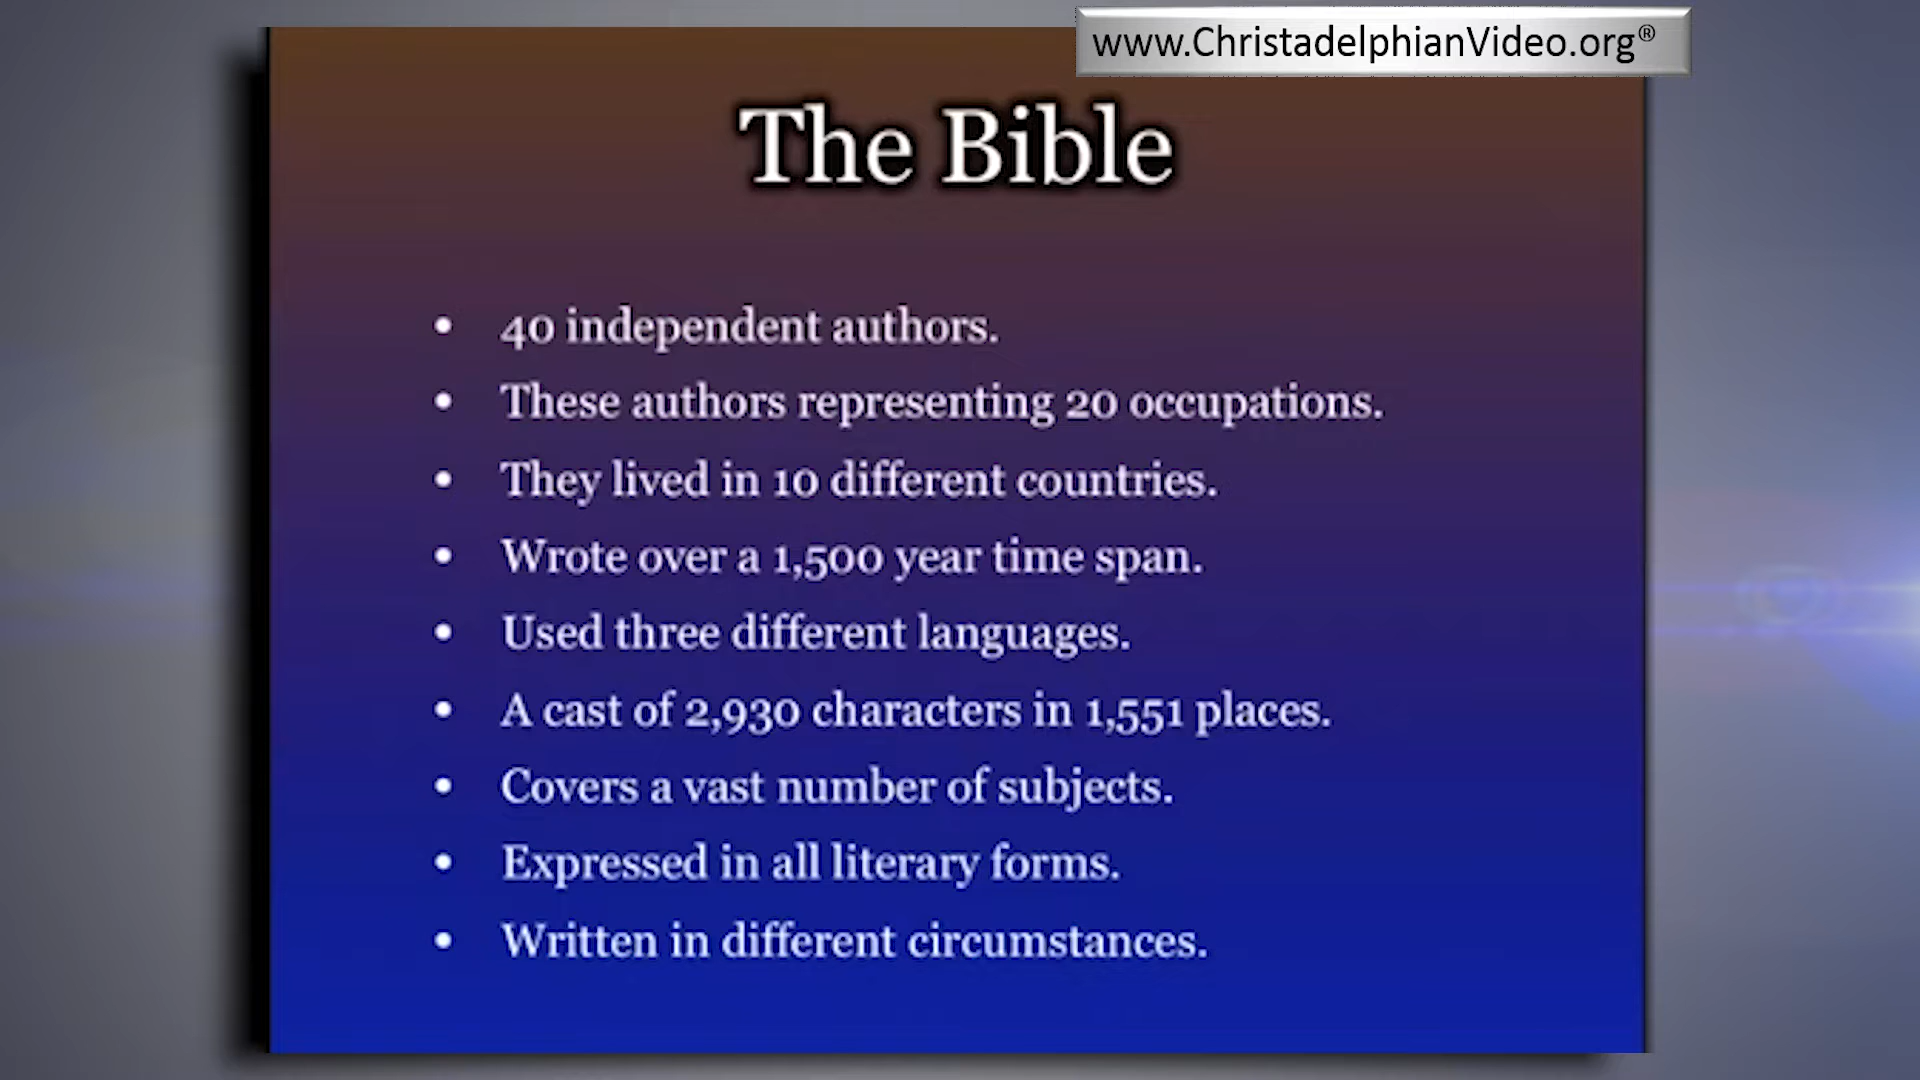 www.ChristadelphianVideo.org®
The Bible
• 40 independent authors.
• These authors representing 20 occupations.
• They lived in 10 different countries.
• Wrote over a 1,500 year time span.
• Used three different languages.
• A cast of 2,930 characters in 1,551 places.
• Covers a vast number of subjects.
• Expressed in all literary forms.
• Written in different circumstances.